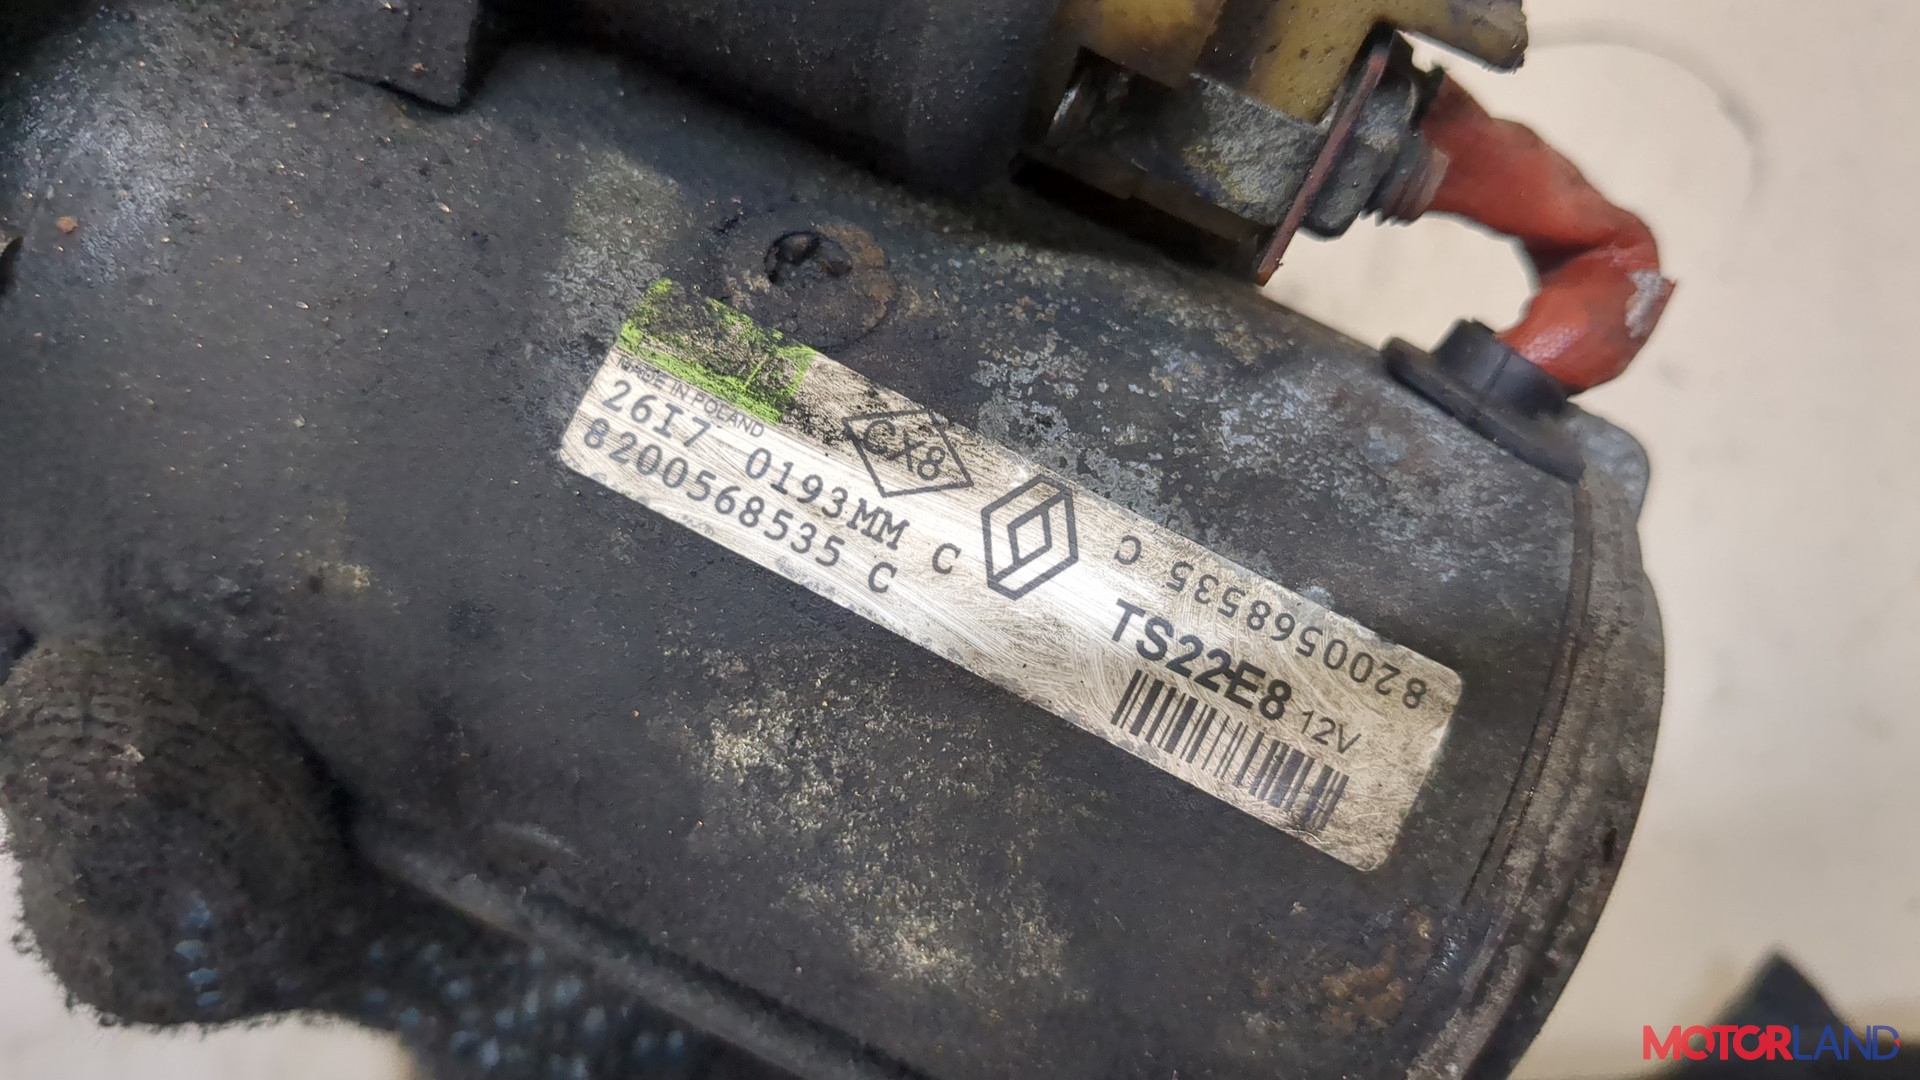 MADE IN POLAND
26I7 0193MM C
8200568535 C
CX8
8200568535 C
TS22E8 12V
MOTORLAND